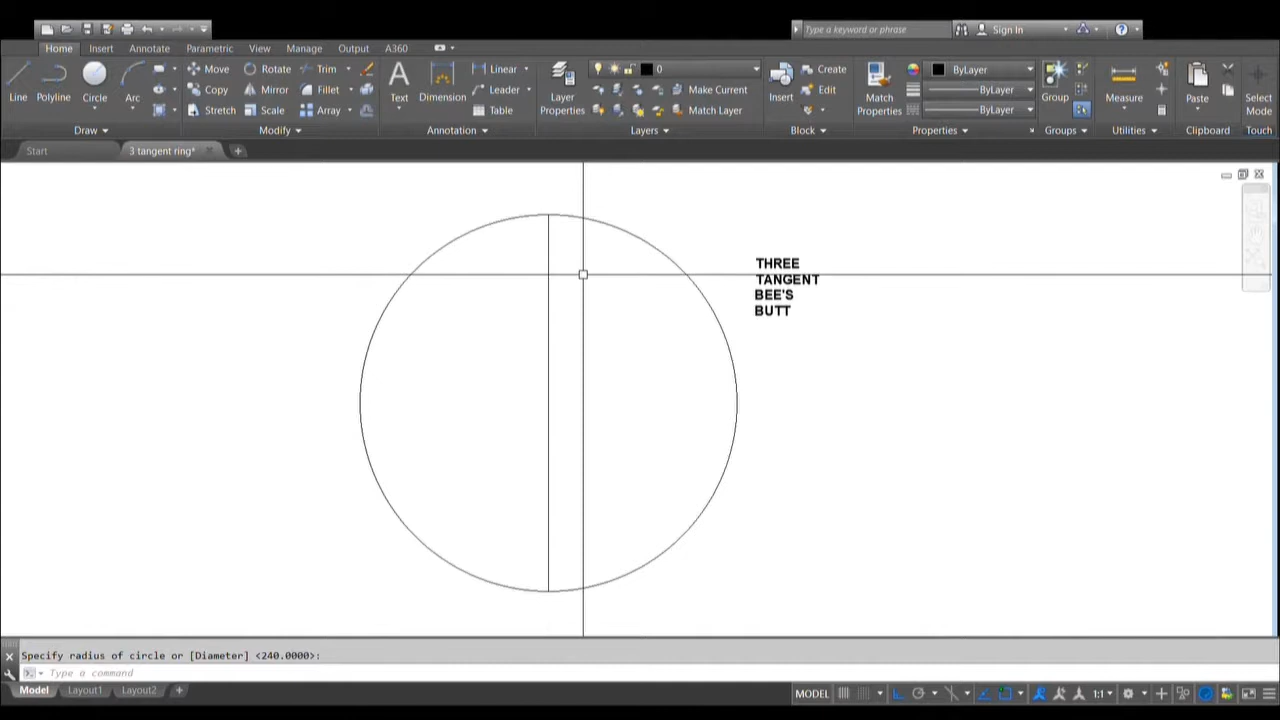 Type a keyword or phrase
Sign In
Home Insert Annotate Parametric View Manage Output A360
Line Polyline Circle Arc
Move Rotate Trim
Copy Mirror Fillet
Stretch Scale Array
Text Dimension
Linear
Leader
Table
Layer Properties
0
Make Current
Match Layer
Insert
Create
Edit
Match Properties
ByLayer
ByLayer
ByLayer
Group
Measure
Paste
Select Mode
Draw Modify Annotation Layers Block Properties Groups Utilities Clipboard Touch
Start 3 tangent ring*
THREE
TANGENT
BEE'S
BUTT
Specify radius of circle or [Diameter] <240.0000>:
Type a command
Model Layout1 Layout2
MODEL 1:1